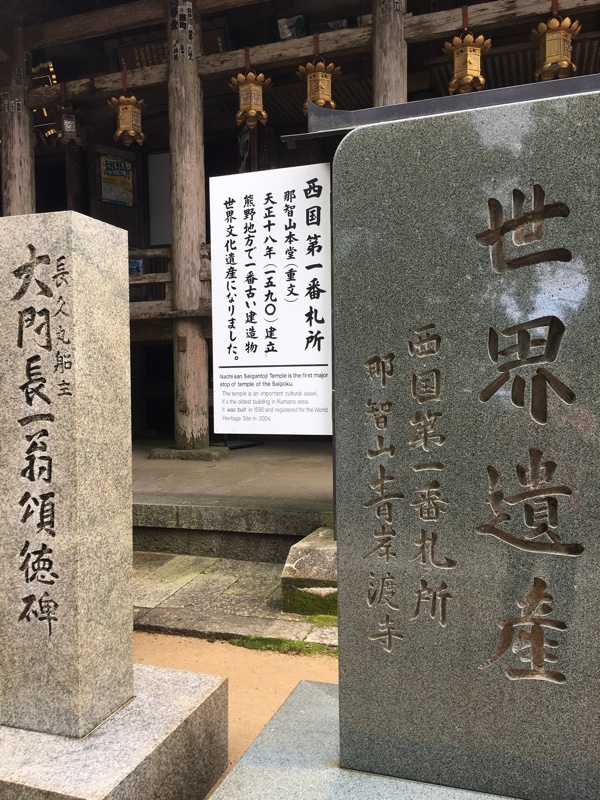 世界遺産
西国第一番札所
那智山青岸渡寺
西国第一番札所
那智山本堂（重文）
天正十八年（一五九〇）建立
熊野地方で一番古い建造物
世界文化遺産になりました。
Nachisan Seigantoji Temple is the first major
stop of temple of the Saigoku.
The temple is an important cultural asset.
It's the oldest building in Kumano area.
It was built in 1590 and registered for the World
Heritage Site in 2004.
長久丸船主
大門長一翁頌徳碑